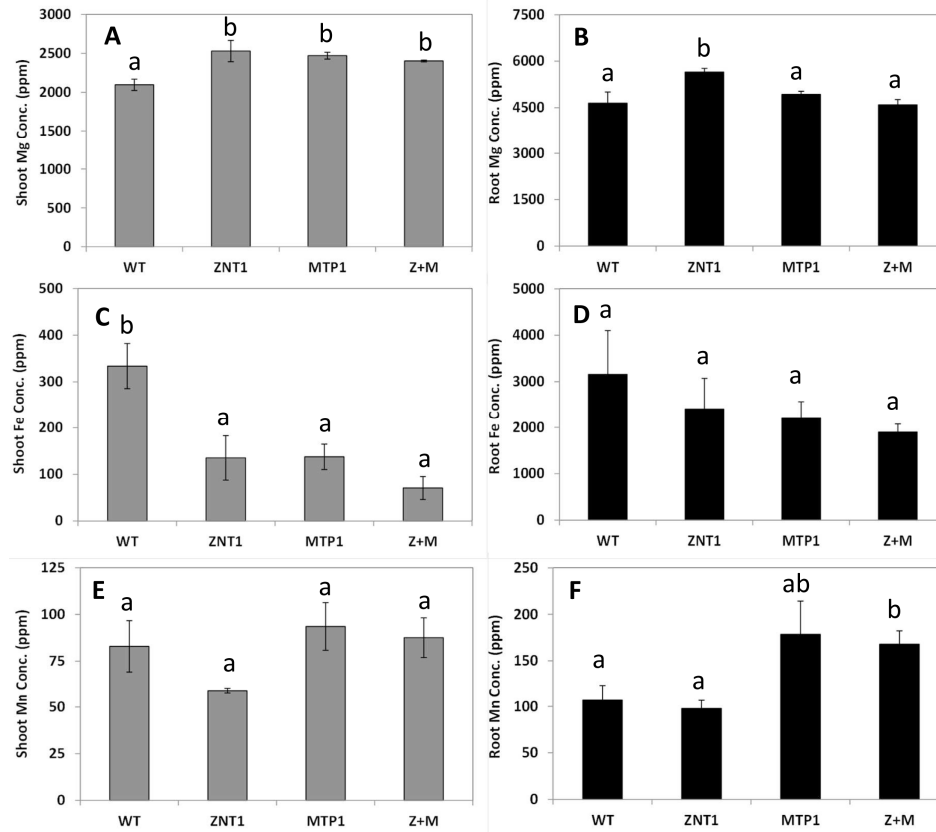 A
Shoot Mg Conc. (ppm)
3000
2500
2000
1500
1000
500
0
a
b
b
b
WT ZNT1 MTP1 Z+M
B
Root Mg Conc. (ppm)
7500
6000
4500
3000
1500
0
a
b
a
a
WT ZNT1 MTP1 Z+M
C
Shoot Fe Conc. (ppm)
500
400
300
200
100
0
b
a
a
a
WT ZNT1 MTP1 Z+M
D
Root Fe Conc. (ppm)
5000
4000
3000
2000
1000
0
a
a
a
a
WT ZNT1 MTP1 Z+M
E
Shoot Mn Conc. (ppm)
125
100
75
50
25
0
a
a
a
a
WT ZNT1 MTP1 Z+M
F
Root Mn Conc. (ppm)
250
200
150
100
50
0
a
a
ab
b
WT ZNT1 MTP1 Z+M